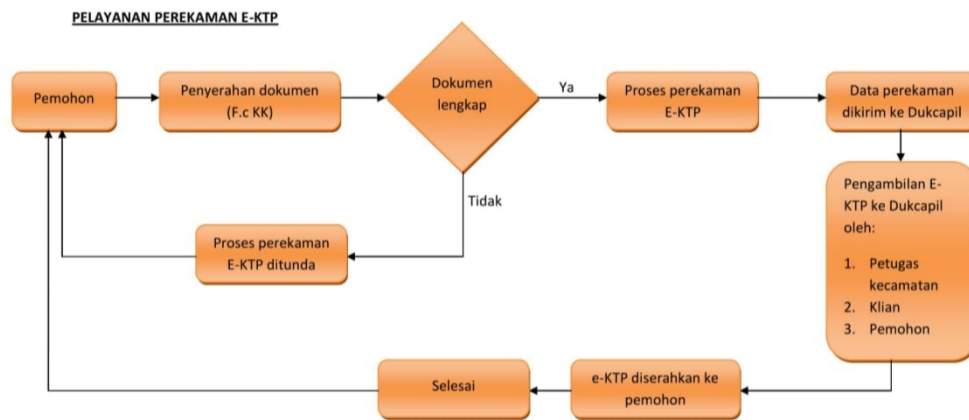 PELAYANAN PEREKAMAN E-KTP
Pemohon
Penyerahan dokumen
(F.c KK)
Dokumen
lengkap
Ya
Proses perekaman
E-KTP
Data perekaman
dikirim ke Dukcapil
Tidak
Proses perekaman
E-KTP ditunda
Pengambilan E-
KTP ke Dukcapil
oleh:
1. Petugas
kecamatan
2. Klian
3. Pemohon
e-KTP diserahkan ke
pemohon
Selesai